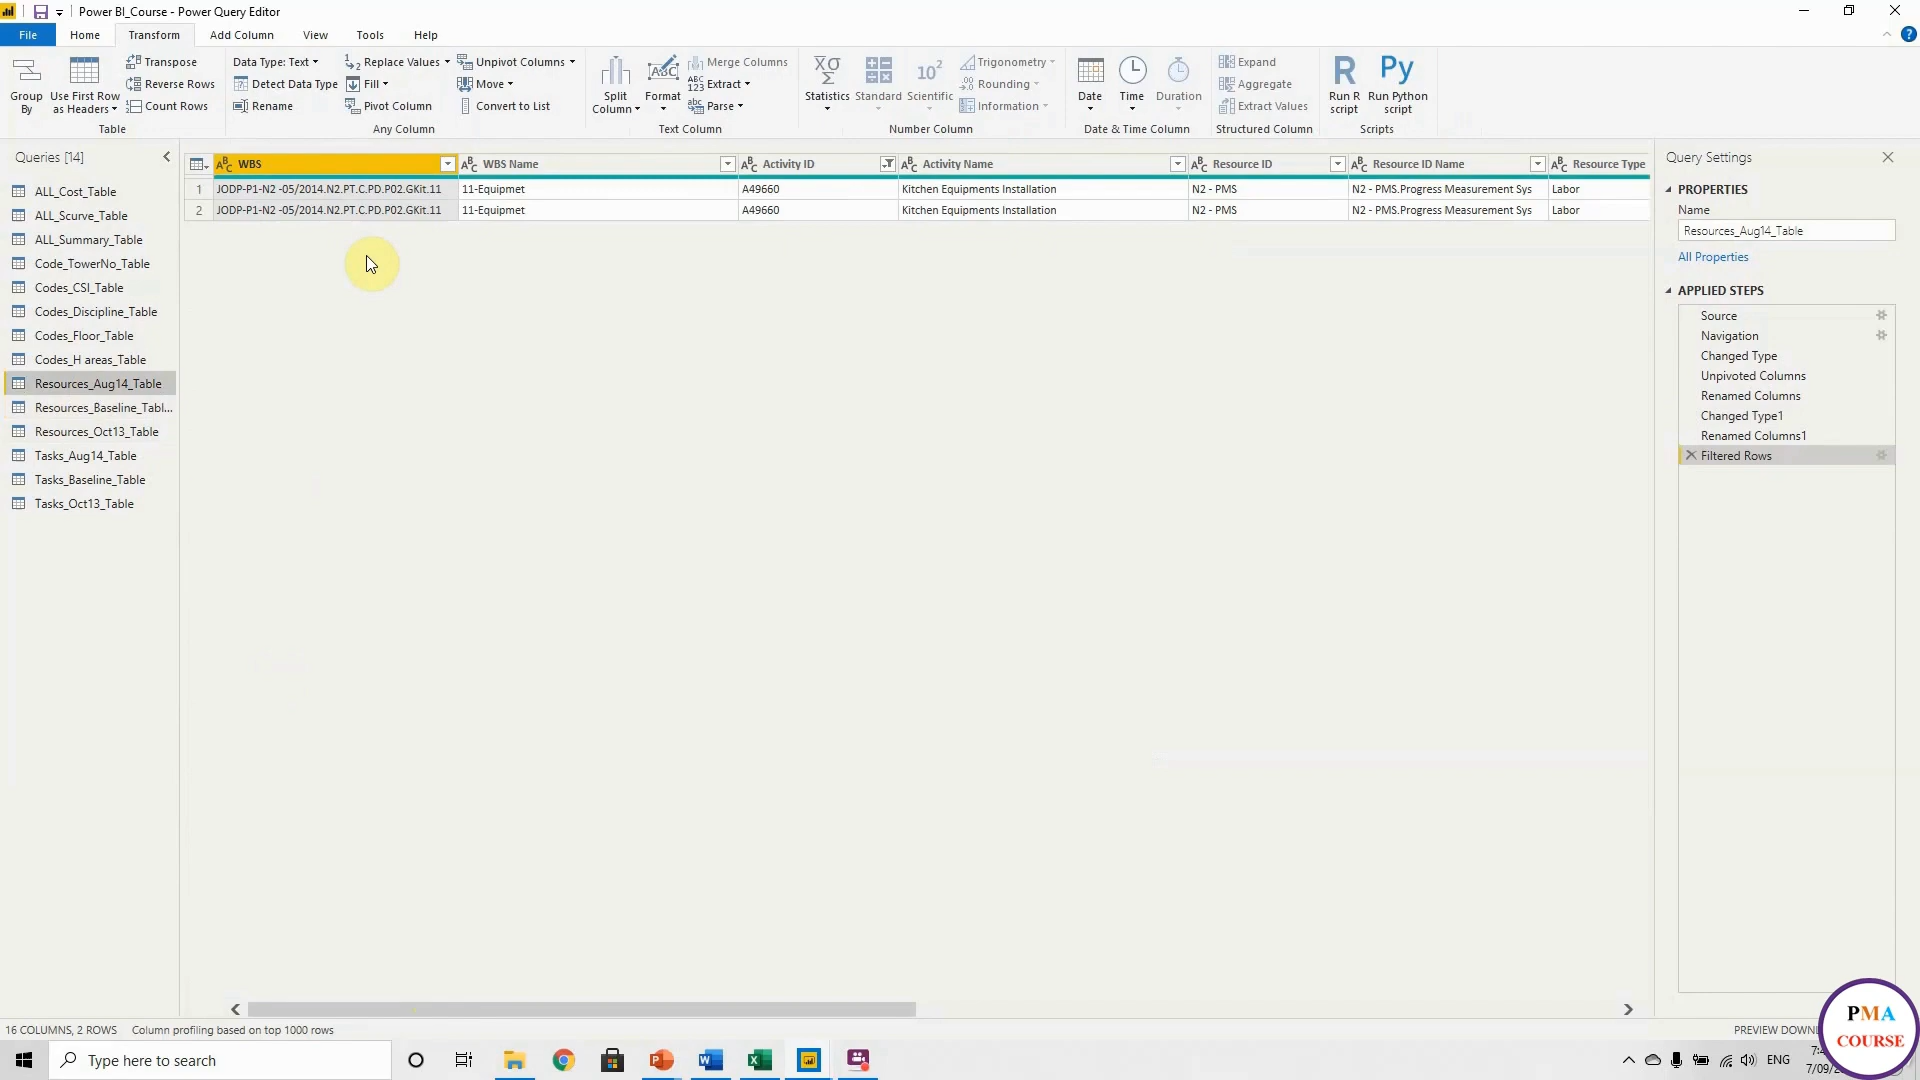 Power BI_Course - Power Query Editor
File Home Transform Add Column View Tools Help
Group By
Use First Row as Headers
Transpose
Reverse Rows
Count Rows
Table
Data Type: Text
Detect Data Type
Rename
Replace Values
Fill
Pivot Column
Unpivot Columns
Move
Convert to List
Any Column
Split Column
Format
Merge Columns
Extract
Parse
Text Column
Statistics
Standard
Scientific
Trigonometry
Rounding
Information
Number Column
Date
Time
Duration
Date & Time Column
Expand
Aggregate
Extract Values
Structured Column
Run R script
Run Python script
Scripts
Queries [14]
ALL_Cost_Table
ALL_Scurve_Table
ALL_Summary_Table
Code_TowerNo_Table
Codes_CSI_Table
Codes_Discipline_Table
Codes_Floor_Table
Codes_H areas_Table
Resources_Aug14_Table
Resources_Baseline_Tabl...
Resources_Oct13_Table
Tasks_Aug14_Table
Tasks_Baseline_Table
Tasks_Oct13_Table
WBS WBS Name Activity ID Activity Name Resource ID Resource ID Name Resource Type
1 JODP-P1-N2 -05/2014.N2.PT.C.PD.P02.GKit.11 11-Equipmet A49660 Kitchen Equipments Installation N2 - PMS N2 - PMS.Progress Measurement Sys Labor
2 JODP-P1-N2 -05/2014.N2.PT.C.PD.P02.GKit.11 11-Equipmet A49660 Kitchen Equipments Installation N2 - PMS N2 - PMS.Progress Measurement Sys Labor
Query Settings
PROPERTIES
Name
Resources_Aug14_Table
All Properties
APPLIED STEPS
Source
Navigation
Changed Type
Unpivoted Columns
Renamed Columns
Changed Type1
Renamed Columns1
Filtered Rows
16 COLUMNS, 2 ROWS Column profiling based on top 1000 rows
PMA
COURSE
Type here to search
ENG